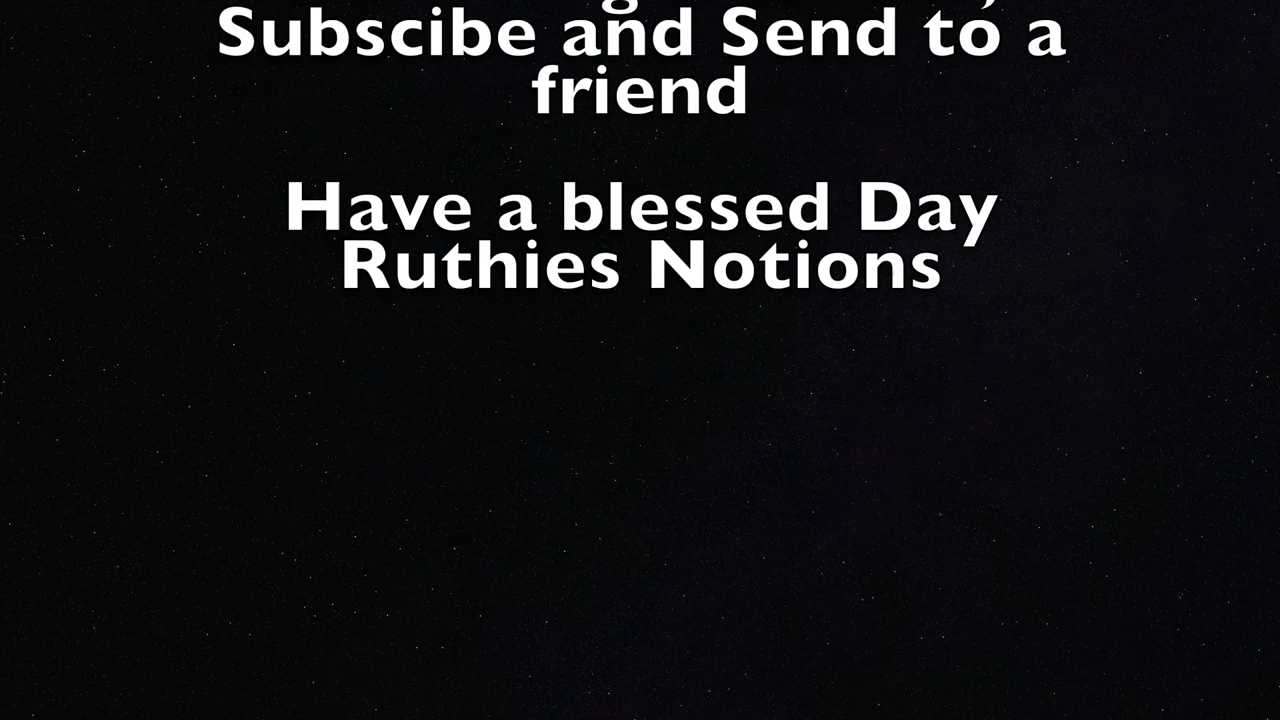 Subscibe and Send to a
friend
Have a blessed Day
Ruthies Notions